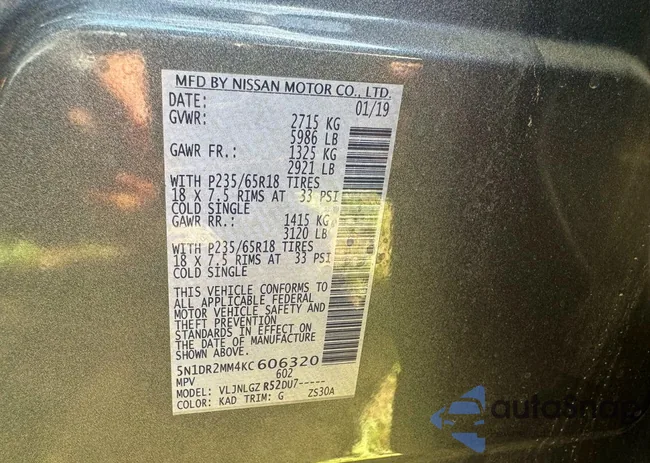 MFD BY NISSAN MOTOR CO., LTD.
DATE: 01/19
GVWR: 2715 KG
5986 LB
GAWR FR.: 1325 KG
2921 LB
WITH P235/65R18 TIRES
18 X 7.5 RIMS AT 33 PSI
COLD SINGLE
GAWR RR.: 1415 KG
3120 LB
WITH P235/65R18 TIRES
18 X 7.5 RIMS AT 33 PSI
COLD SINGLE
THIS VEHICLE CONFORMS TO
ALL APPLICABLE FEDERAL
MOTOR VEHICLE SAFETY AND
THEFT PREVENTION
STANDARDS IN EFFECT ON
THE DATE OF MANUFACTURE
SHOWN ABOVE.
5N1DR2MM4KC606320
MPV 602
MODEL: VLJNLGZ R52DU7-----
COLOR: KAD TRIM: G ZS30A
autosnap